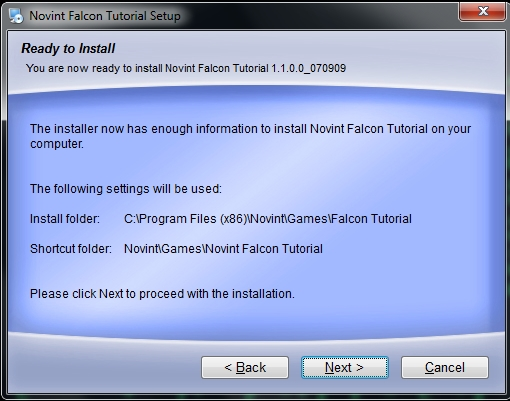 Novint Falcon Tutorial Setup
Ready to Install
You are now ready to install Novint Falcon Tutorial 1.1.0.0_070909
The installer now has enough information to install Novint Falcon Tutorial on your
computer.
The following settings will be used:
Install folder: C:\Program Files (x86)\Novint\Games\Falcon Tutorial
Shortcut folder: Novint\Games\Novint Falcon Tutorial
Please click Next to proceed with the installation.
< Back Next > Cancel